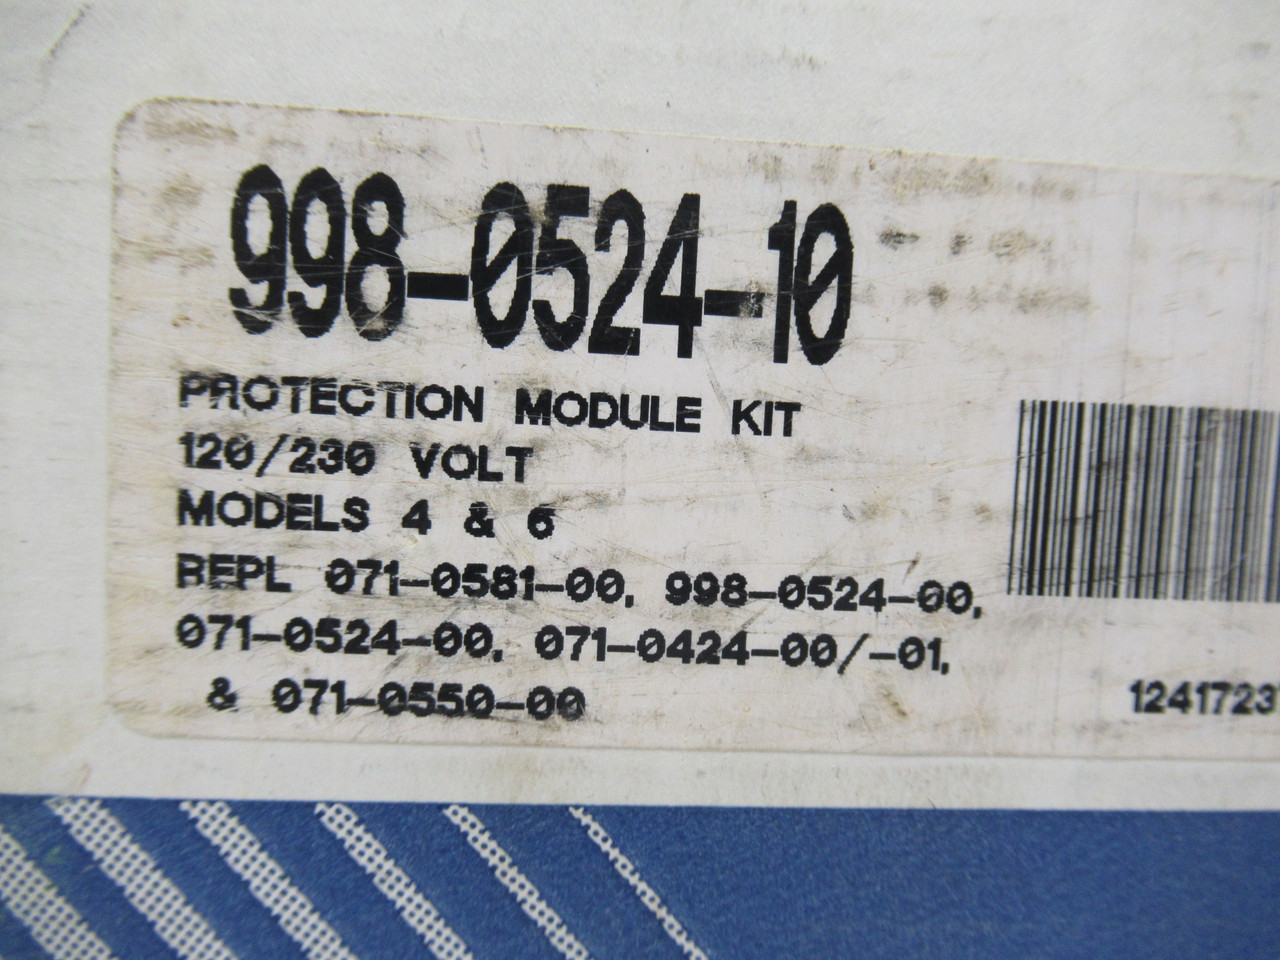 998-0524-10
PROTECTION MODULE KIT
120/230 VOLT
MODELS 4 & 6
REPL 071-0581-00, 998-0524-00,
071-0524-00, 071-0424-00/-01,
& 071-0550-00
1241723